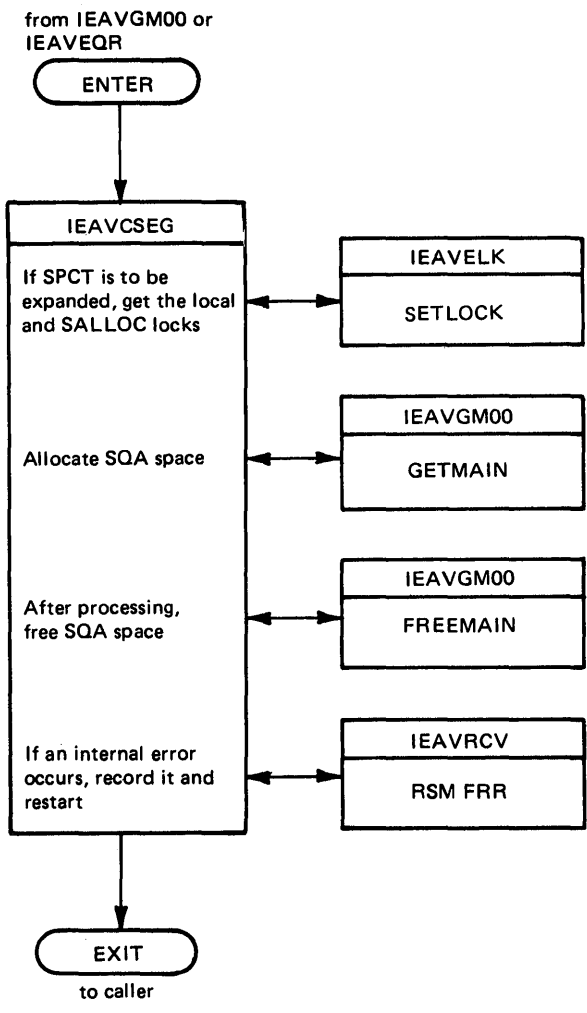 from IEAVGM00 or
IEAVEQR
ENTER
IEAVCSEG
If SPCT is to be
expanded, get the local
and SALLOC locks
IEAVELK
SETLOCK
Allocate SQA space
IEAVGM00
GETMAIN
After processing,
free SQA space
IEAVGM00
FREEMAIN
If an internal error
occurs, record it and
restart
IEAVRCV
RSM FRR
EXIT
to caller